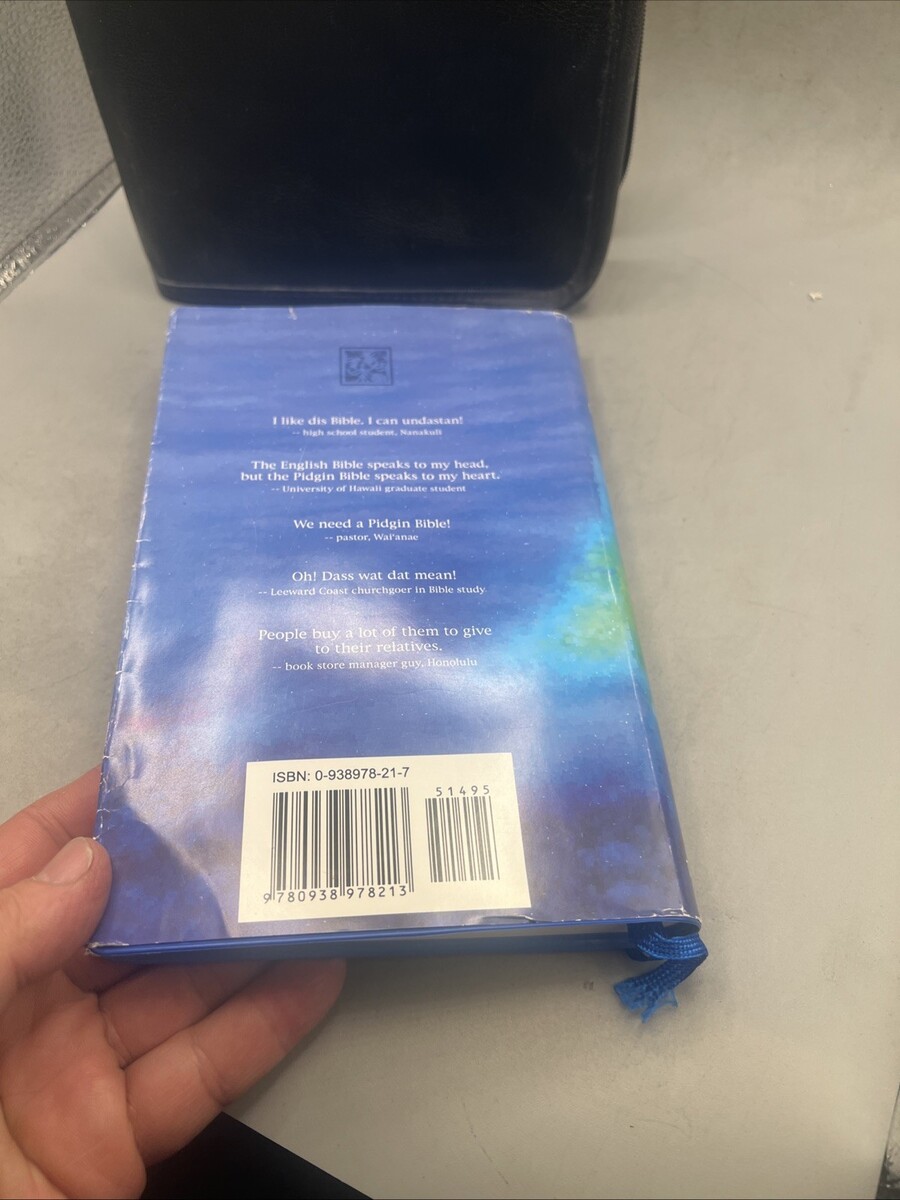 I like dis Bible. I can undastan!
-- high school student, Nanakuli
The English Bible speaks to my head,
but the Pidgin Bible speaks to my heart.
-- University of Hawaii graduate student
We need a Pidgin Bible!
-- pastor, Wai'anae
Oh! Dass wat dat mean!
-- Leeward Coast churchgoer in Bible study
People buy a lot of them to give
to their relatives.
-- book store manager guy, Honolulu
ISBN: 0-938978-21-7
51495
9 780938 978213